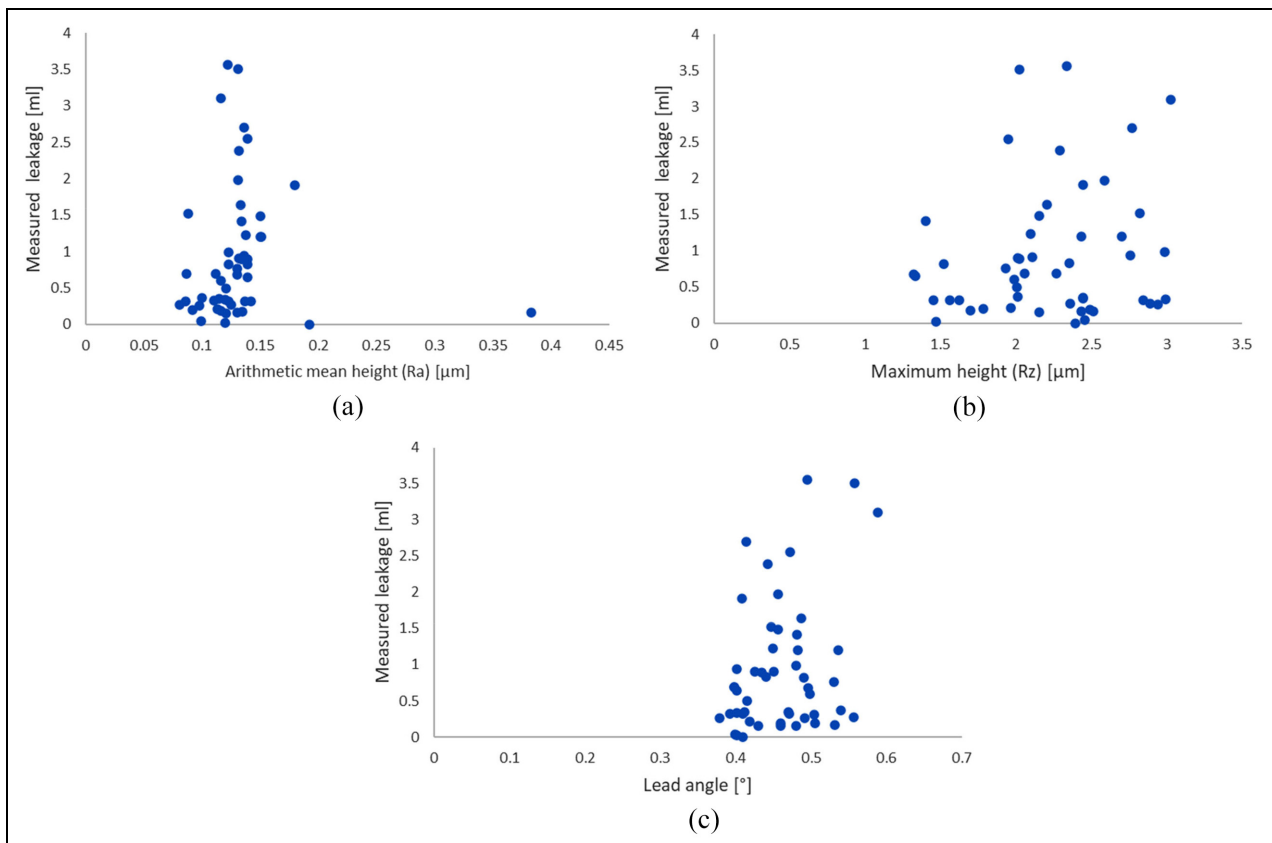 4
3.5
3
2.5
2
1.5
1
0.5
0
Measured leakage [ml]
0 0.05 0.1 0.15 0.2 0.25 0.3 0.35 0.4 0.45
Arithmetic mean height (Ra) [µm]
(a)
4
3.5
3
2.5
2
1.5
1
0.5
0
Measured leakage [ml]
0 0.5 1 1.5 2 2.5 3 3.5
Maximum height (Rz) [µm]
(b)
4
3.5
3
2.5
2
1.5
1
0.5
0
Measured leakage [ml]
0 0.1 0.2 0.3 0.4 0.5 0.6 0.7
Lead angle [°]
(c)